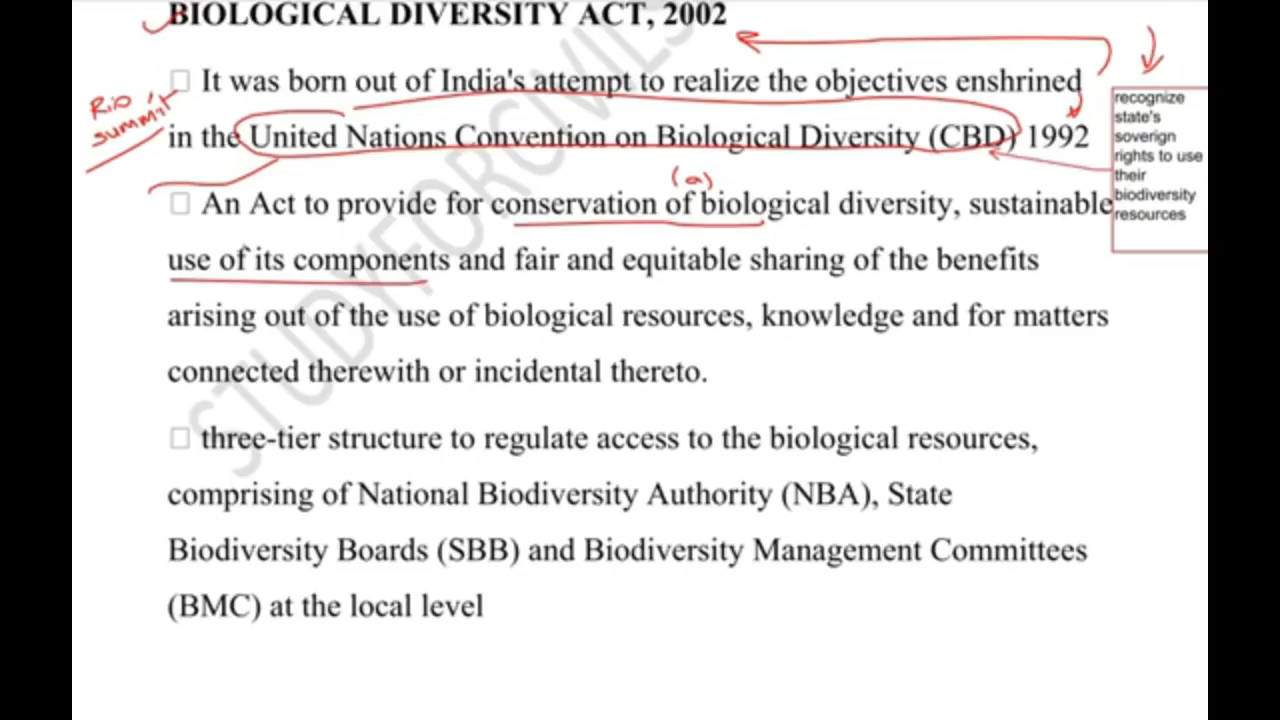 BIOLOGICAL DIVERSITY ACT, 2002
It was born out of India's attempt to realize the objectives enshrined
in the United Nations Convention on Biological Diversity (CBD) 1992
Rio
summit
recognize
state's
soverign
rights to use
their
biodiversity
resources
(a)
An Act to provide for conservation of biological diversity, sustainable
use of its components and fair and equitable sharing of the benefits
arising out of the use of biological resources, knowledge and for matters
connected therewith or incidental thereto.
three-tier structure to regulate access to the biological resources,
comprising of National Biodiversity Authority (NBA), State
Biodiversity Boards (SBB) and Biodiversity Management Committees
(BMC) at the local level
STUDYFORCIVILS